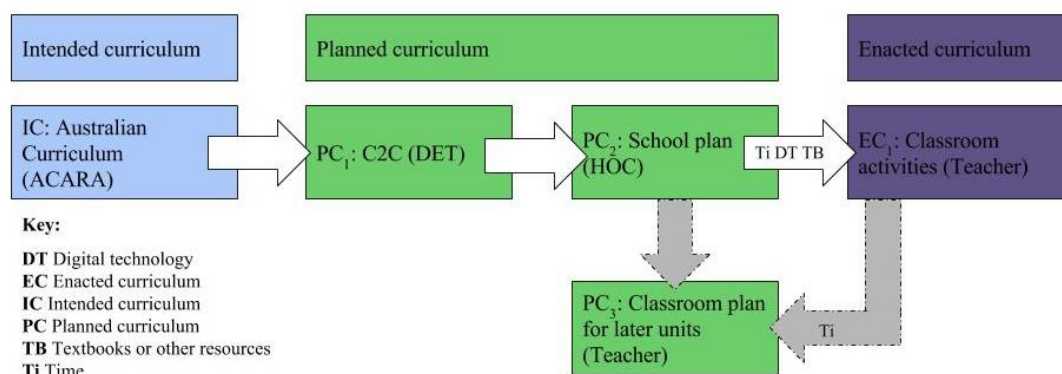 Intended curriculum
Planned curriculum
Enacted curriculum
IC: Australian
Curriculum
(ACARA)
PC₁: C2C (DET)
PC₂: School plan
(HOC)
Ti DT TB
EC₁: Classroom
activities (Teacher)
Key:
DT Digital technology
EC Enacted curriculum
IC Intended curriculum
PC Planned curriculum
TB Textbooks or other resources
Ti Time
PC₃: Classroom plan
for later units
(Teacher)
Ti